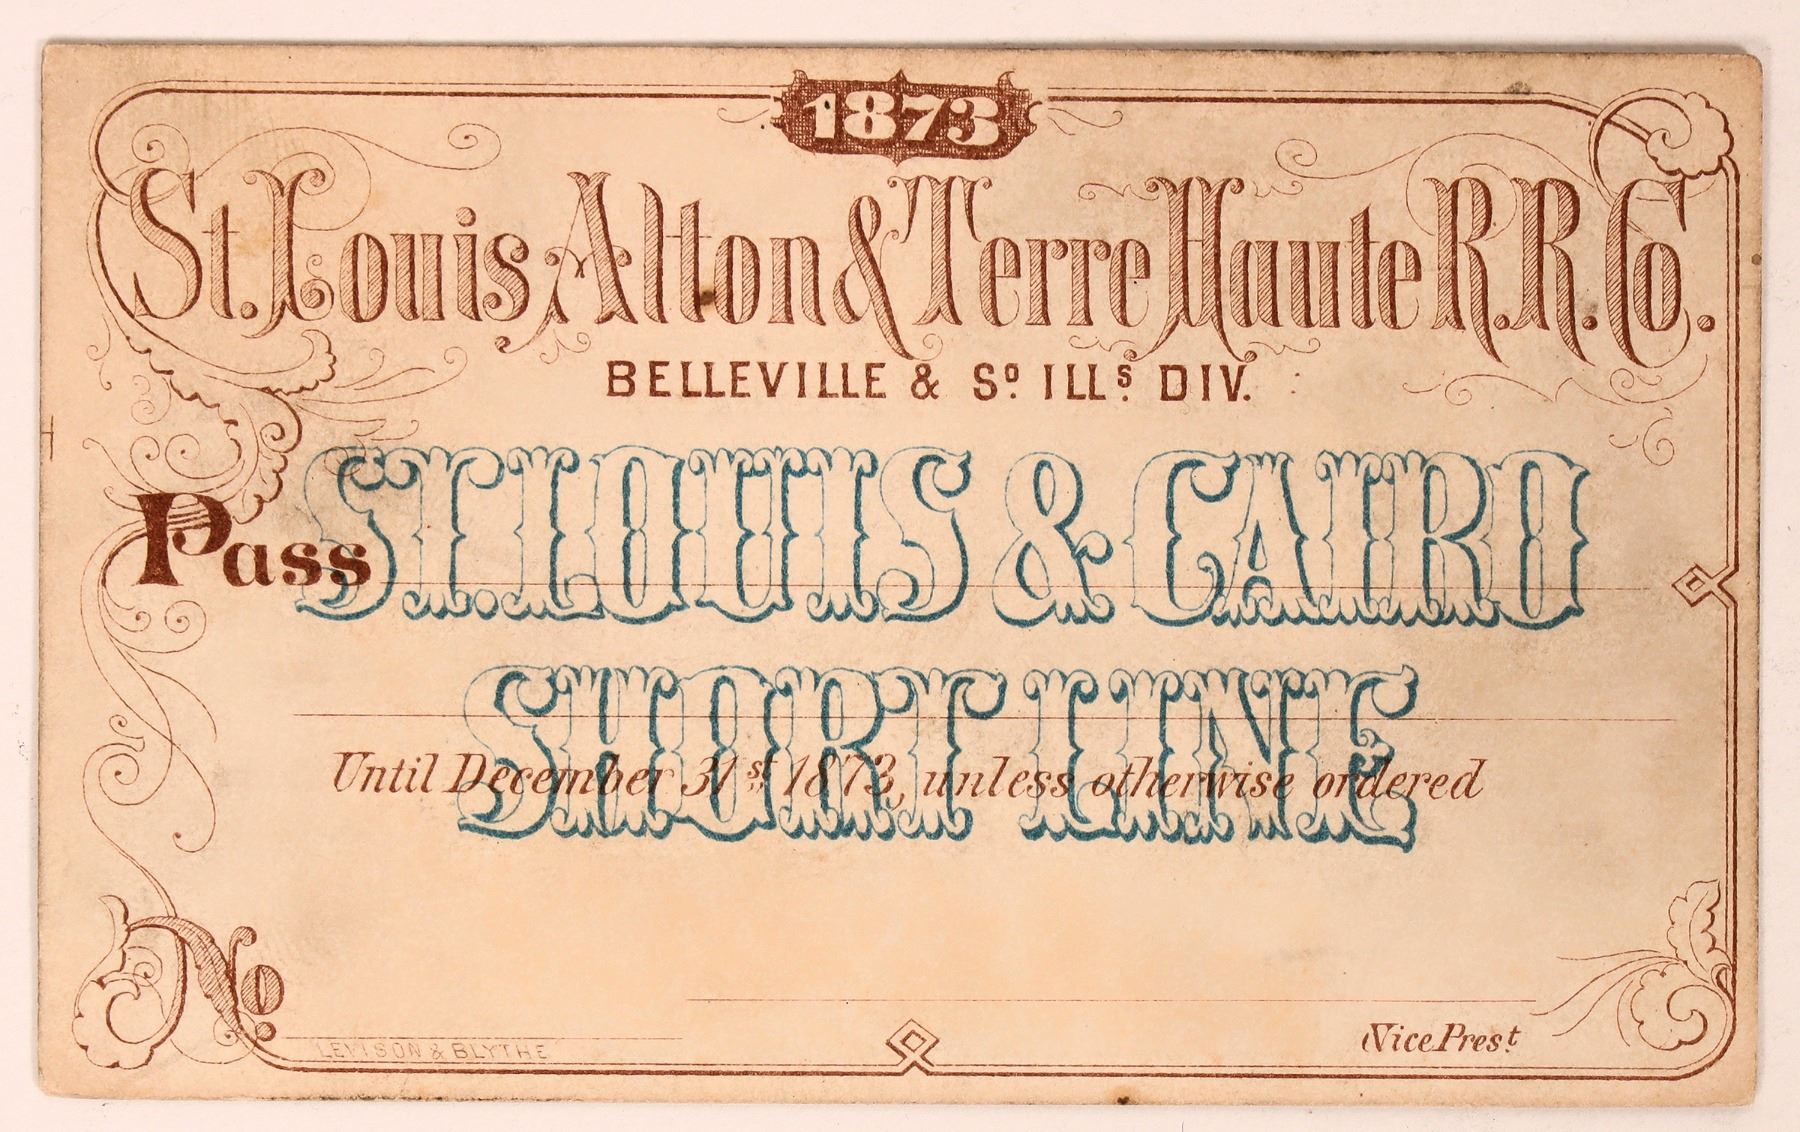 1873
St. Louis Alton & Terre Haute R.R. Co.
BELLEVILLE & Sº ILLˢ DIV.
Pass
ST. LOUIS & CAIRO
SHORT LINE
Until December 31st 1873, unless otherwise ordered
No
LEVISON & BLYTHE
Vice Prest